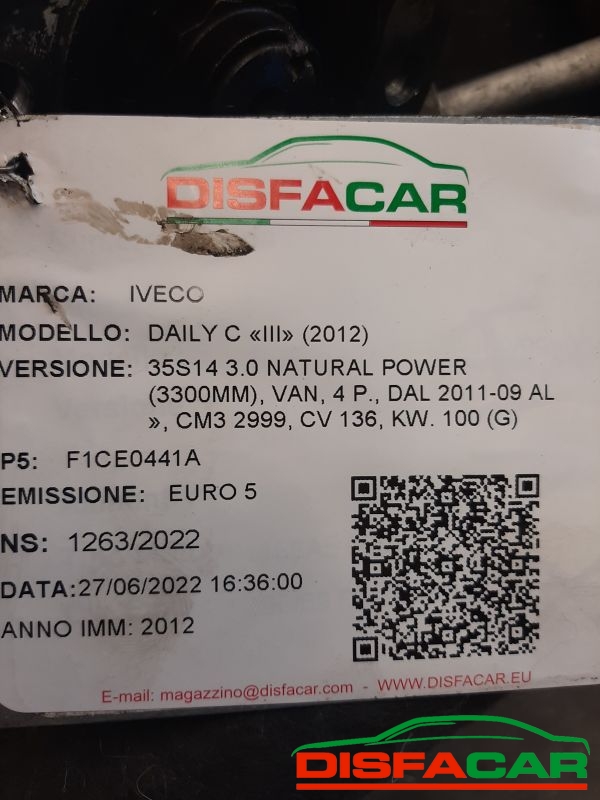 DISFACAR
MARCA: IVECO
MODELLO: DAILY C «III» (2012)
VERSIONE: 35S14 3.0 NATURAL POWER
(3300MM), VAN, 4 P., DAL 2011-09 AL
», CM3 2999, CV 136, KW. 100 (G)
P5: F1CE0441A
EMISSIONE: EURO 5
NS: 1263/2022
DATA:27/06/2022 16:36:00
ANNO IMM: 2012
E-mail: magazzino@disfacar.com - WWW.DISFACAR.EU
DISFACAR